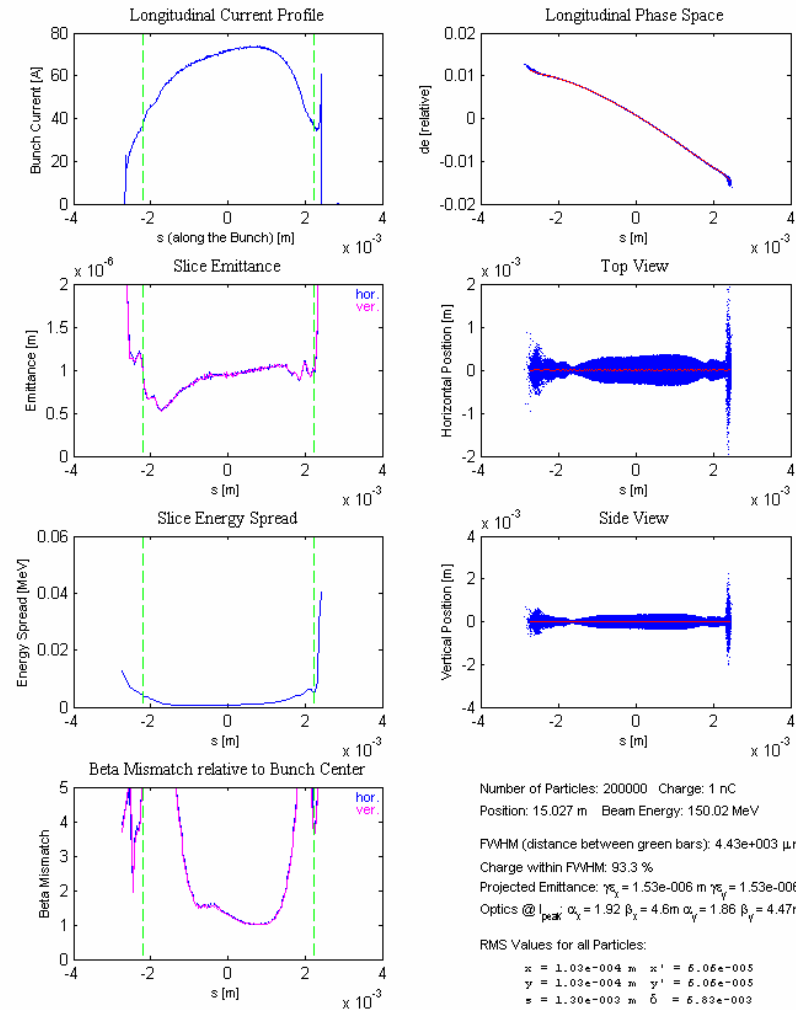 Longitudinal Current Profile
Bunch Current [A]
80
60
40
20
0
-4
-2
0
2
4
s (along the Bunch) [m]
x 10^-3
Longitudinal Phase Space
de [relative]
0.02
0.01
0
-0.01
-0.02
-4
-2
0
2
4
s [m]
x 10^-3
Slice Emittance
x 10^-6
Emittance [m]
2
1.5
1
0.5
0
hor.
ver.
-4
-2
0
2
4
s [m]
x 10^-3
Top View
x 10^-3
Horizontal Position [m]
2
1
0
-1
-2
-4
-2
0
2
4
s [m]
x 10^-3
Slice Energy Spread
Energy Spread [MeV]
0.06
0.04
0.02
0
-4
-2
0
2
4
s [m]
x 10^-3
Side View
x 10^-3
Vertical Position [m]
4
2
0
-2
-4
-4
-2
0
2
4
s [m]
x 10^-3
Beta Mismatch relative to Bunch Center
Beta Mismatch
5
4
3
2
1
0
hor.
ver.
-4
-2
0
2
4
s [m]
x 10^-3
Number of Particles: 200000 Charge: 1 nC
Position: 15.027 m Beam Energy: 150.02 MeV
FWHM (distance between green bars): 4.43e+003 μ
Charge within FWHM: 93.3 %
Projected Emittance: γε_x = 1.53e-006 m γε_y = 1.53e-006
Optics @ I_peak: α_x = 1.92 β_x = 4.6m α_y = 1.86 β_y = 4.47
RMS Values for all Particles:
x = 1.03e-004 m x' = 6.06e-005
y = 1.03e-004 m y' = 6.06e-005
s = 1.30e-003 m δ = 6.83e-003